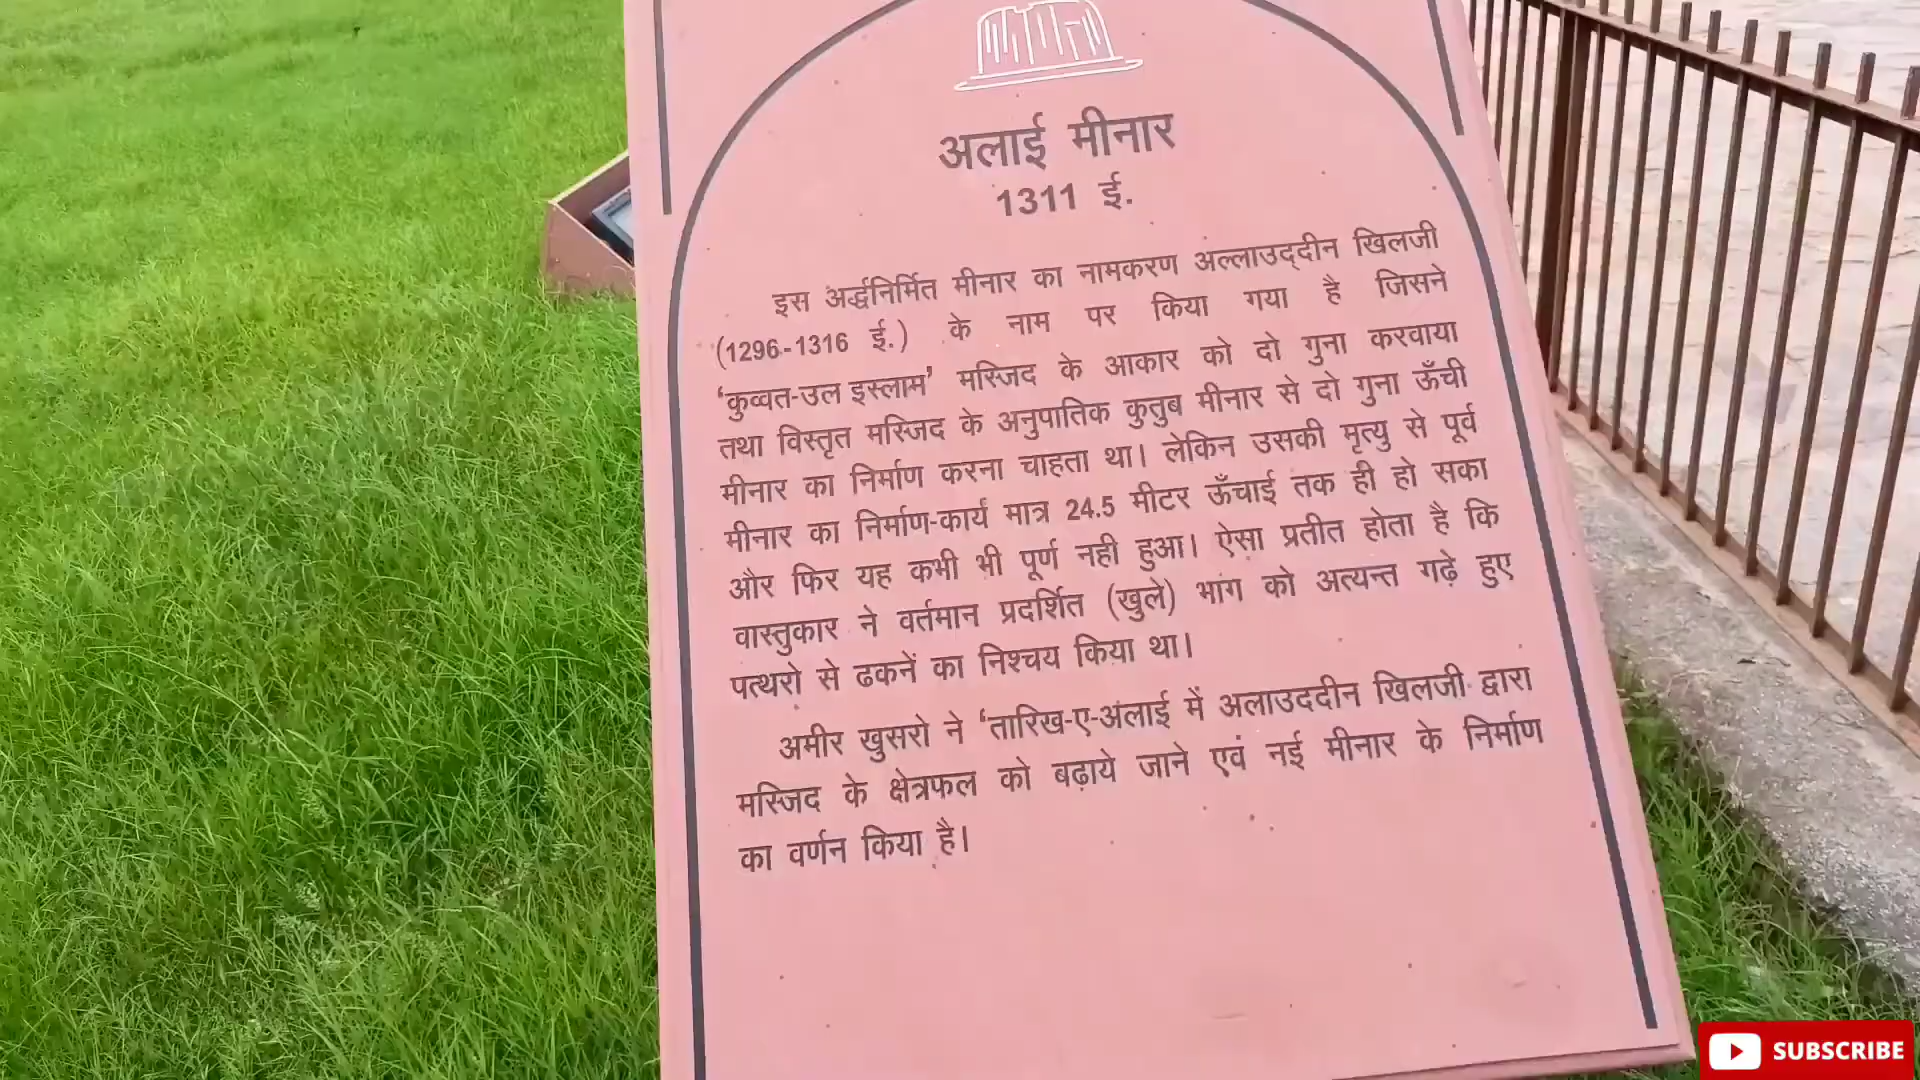 अलाई मीनार
1311 ई.
इस अर्द्धनिर्मित मीनार का नामकरण अल्लाउद्दीन खिलजी
(1296-1316 ई.) के नाम पर किया गया है जिसने
‘कुव्वत-उल इस्लाम’ मस्जिद के आकार को दो गुना करवाया
तथा विस्तृत मस्जिद के अनुपातिक कुतुब मीनार से दो गुना ऊँची
मीनार का निर्माण करना चाहता था। लेकिन उसकी मृत्यु से पूर्व
मीनार का निर्माण-कार्य मात्र 24.5 मीटर ऊँचाई तक ही हो सका
और फिर यह कभी भी पूर्ण नही हुआ। ऐसा प्रतीत होता है कि
वास्तुकार ने वर्तमान प्रदर्शित (खुले) भाग को अत्यन्त गढ़े हुए
पत्थरो से ढकनें का निश्चय किया था।
अमीर खुसरो ने ‘तारिख-ए-अलाई में अलाउददीन खिलजी द्वारा
मस्जिद के क्षेत्रफल को बढ़ाये जाने एवं नई मीनार के निर्माण
का वर्णन किया है।
SUBSCRIBE